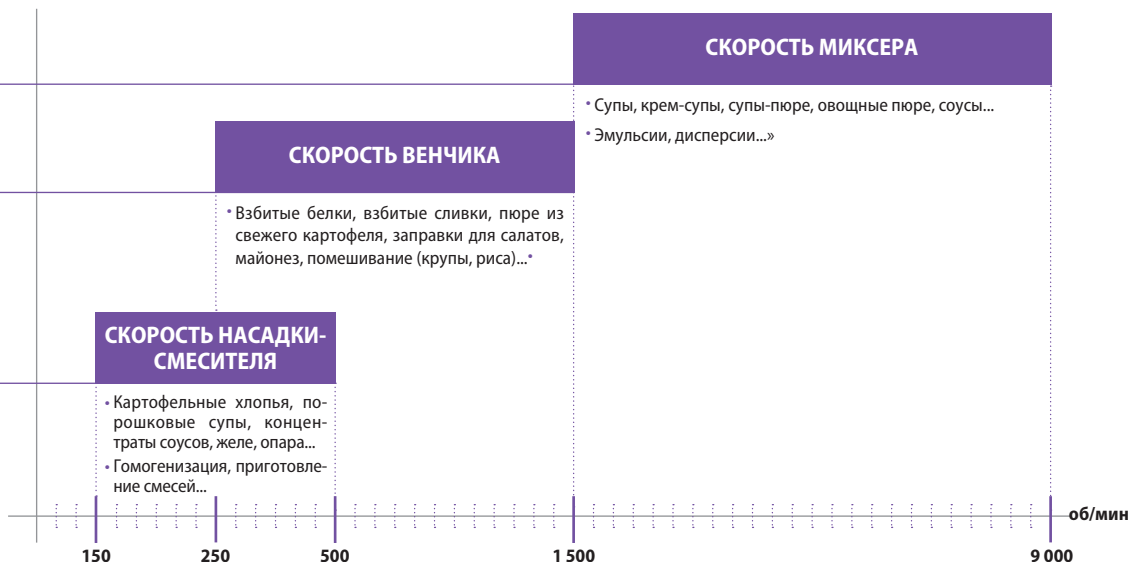 СКОРОСТЬ МИКСЕРА
• Супы, крем-супы, супы-пюре, овощные пюре, соусы...
• Эмульсии, дисперсии...»
СКОРОСТЬ ВЕНЧИКА
• Взбитые белки, взбитые сливки, пюре из
свежего картофеля, заправки для салатов,
майонез, помешивание (крупы, риса)...•
СКОРОСТЬ НАСАДКИ-
СМЕСИТЕЛЯ
• Картофельные хлопья, по-
рошковые супы, концен-
траты соусов, желе, опара...
• Гомогенизация, приготовле-
ние смесей...
об/мин
150 250 500 1 500 9 000